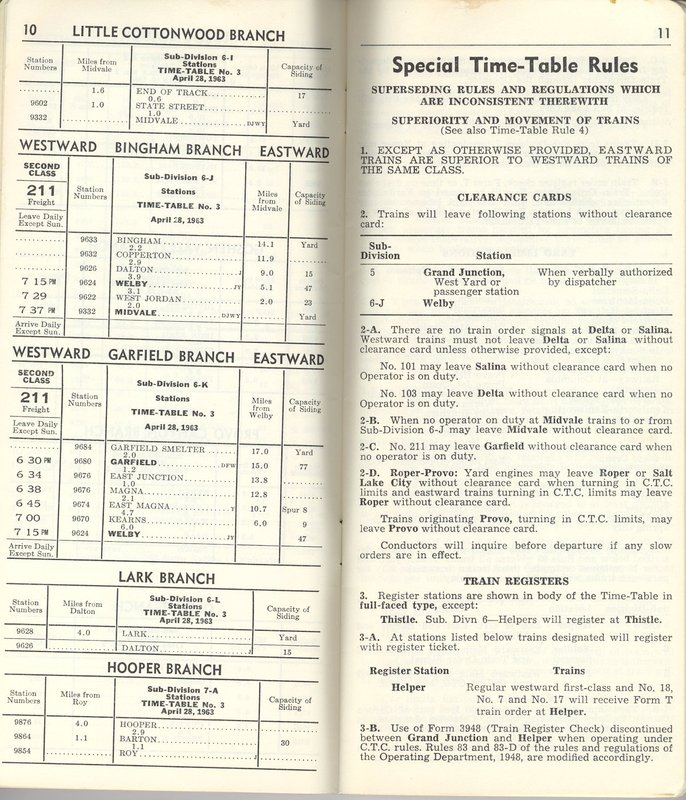 10 LITTLE COTTONWOOD BRANCH
Station Numbers | Miles from Midvale | Sub-Division 6-I Stations TIME-TABLE No. 3 April 28, 1963 | Capacity of Siding
1.6 END OF TRACK 17
0.6
9602 1.0 STATE STREET
1.0
9332 MIDVALE DJWY Yard
WESTWARD BINGHAM BRANCH EASTWARD
SECOND CLASS 211 Freight Leave Daily Except Sun. | Station Numbers | Sub-Division 6-J Stations TIME-TABLE No. 3 April 28, 1963 | Miles from Midvale | Capacity of Siding
9633 BINGHAM 14.1 Yard
2.2
9632 COPPERTON 11.9
2.9
9626 DALTON J 9.0 15
3.9
7 15 PM 9624 WELBY JY 5.1 47
3.1
7 29 9622 WEST JORDAN 2.0 23
2.0
7 37 PM 9332 MIDVALE DJWY Yard
Arrive Daily Except Sun.
WESTWARD GARFIELD BRANCH EASTWARD
SECOND CLASS 211 Freight Leave Daily Except Sun. | Station Numbers | Sub-Division 6-K Stations TIME-TABLE No. 3 April 28, 1963 | Miles from Welby | Capacity of Siding
9684 GARFIELD SMELTER 17.0 Yard
2.0
6 30 PM 9680 GARFIELD DFW 15.0 77
1.2
6 34 9676 EAST JUNCTION 13.8
1.0
6 38 9676 MAGNA 12.8
2.1
6 45 9674 EAST MAGNA Y 10.7 Spur 8
4.7
7 00 9670 KEARNS 6.0 9
6.0
7 15 PM 9624 WELBY JY 47
Arrive Daily Except Sun.
LARK BRANCH
Station Numbers | Miles from Dalton | Sub-Division 6-L Stations TIME-TABLE No. 3 April 28, 1963 | Capacity of Siding
9628 4.0 LARK Yard
9626 DALTON J 15
HOOPER BRANCH
Station Numbers | Miles from Roy | Sub-Division 7-A Stations TIME-TABLE No. 3 April 28, 1963 | Capacity of Siding
9876 4.0 HOOPER
2.9
9864 1.1 BARTON 30
1.1
9854 ROY J
11
Special Time-Table Rules
SUPERSEDING RULES AND REGULATIONS WHICH
ARE INCONSISTENT THEREWITH
SUPERIORITY AND MOVEMENT OF TRAINS
(See also Time-Table Rule 4)
1. EXCEPT AS OTHERWISE PROVIDED, EASTWARD
TRAINS ARE SUPERIOR TO WESTWARD TRAINS OF
THE SAME CLASS.
CLEARANCE CARDS
2. Trains will leave following stations without clearance
card:
Sub-Division Station
5 Grand Junction, When verbally authorized
West Yard or by dispatcher
passenger station
6-J Welby
2-A. There are no train order signals at Delta or Salina.
Westward trains must not leave Delta or Salina without
clearance card unless otherwise provided, except:
No. 101 may leave Salina without clearance card when no
Operator is on duty.
No. 103 may leave Delta without clearance card when no
Operator is on duty.
2-B. When no operator on duty at Midvale trains to or from
Sub-Division 6-J may leave Midvale without clearance card.
2-C. No. 211 may leave Garfield without clearance card when
no operator is on duty.
2-D. Roper-Provo: Yard engines may leave Roper or Salt
Lake City without clearance card when turning in C.T.C.
limits and eastward trains turning in C.T.C, limits may leave
Roper without clearance card.
Trains originating Provo, turning in C.T.C. limits, may
leave Provo without clearance card.
Conductors will inquire before departure if any slow
orders are in effect.
TRAIN REGISTERS
3. Register stations are shown in body of the Time-Table in
full-faced type, except:
Thistle. Sub. Divn 6—Helpers will register at Thistle.
3-A. At stations listed below trains designated will register
with register ticket.
Register Station Trains
Helper Regular westward first-class and No. 18,
No. 7 and No. 17 will receive Form T
train order at Helper.
3-B. Use of Form 3948 (Train Register Check) discontinued
between Grand Junction and Helper when operating under
C.T.C. rules. Rules 83 and 83-D of the rules and regulations of
the Operating Department, 1948, are modified accordingly.